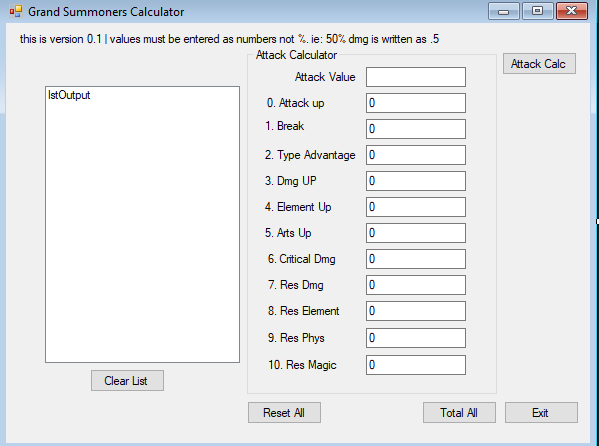 Grand Summoners Calculator
this is version 0.1 | values must be entered as numbers not %. ie: 50% dmg is written as .5
Attack Calculator
Attack Calc
Attack Value
lstOutput
0. Attack up 0
1. Break 0
2. Type Advantage 0
3. Dmg UP 0
4. Element Up 0
5. Arts Up 0
6. Critical Dmg 0
7. Res Dmg 0
8. Res Element 0
9. Res Phys 0
10. Res Magic 0
Clear List
Reset All
Total All
Exit